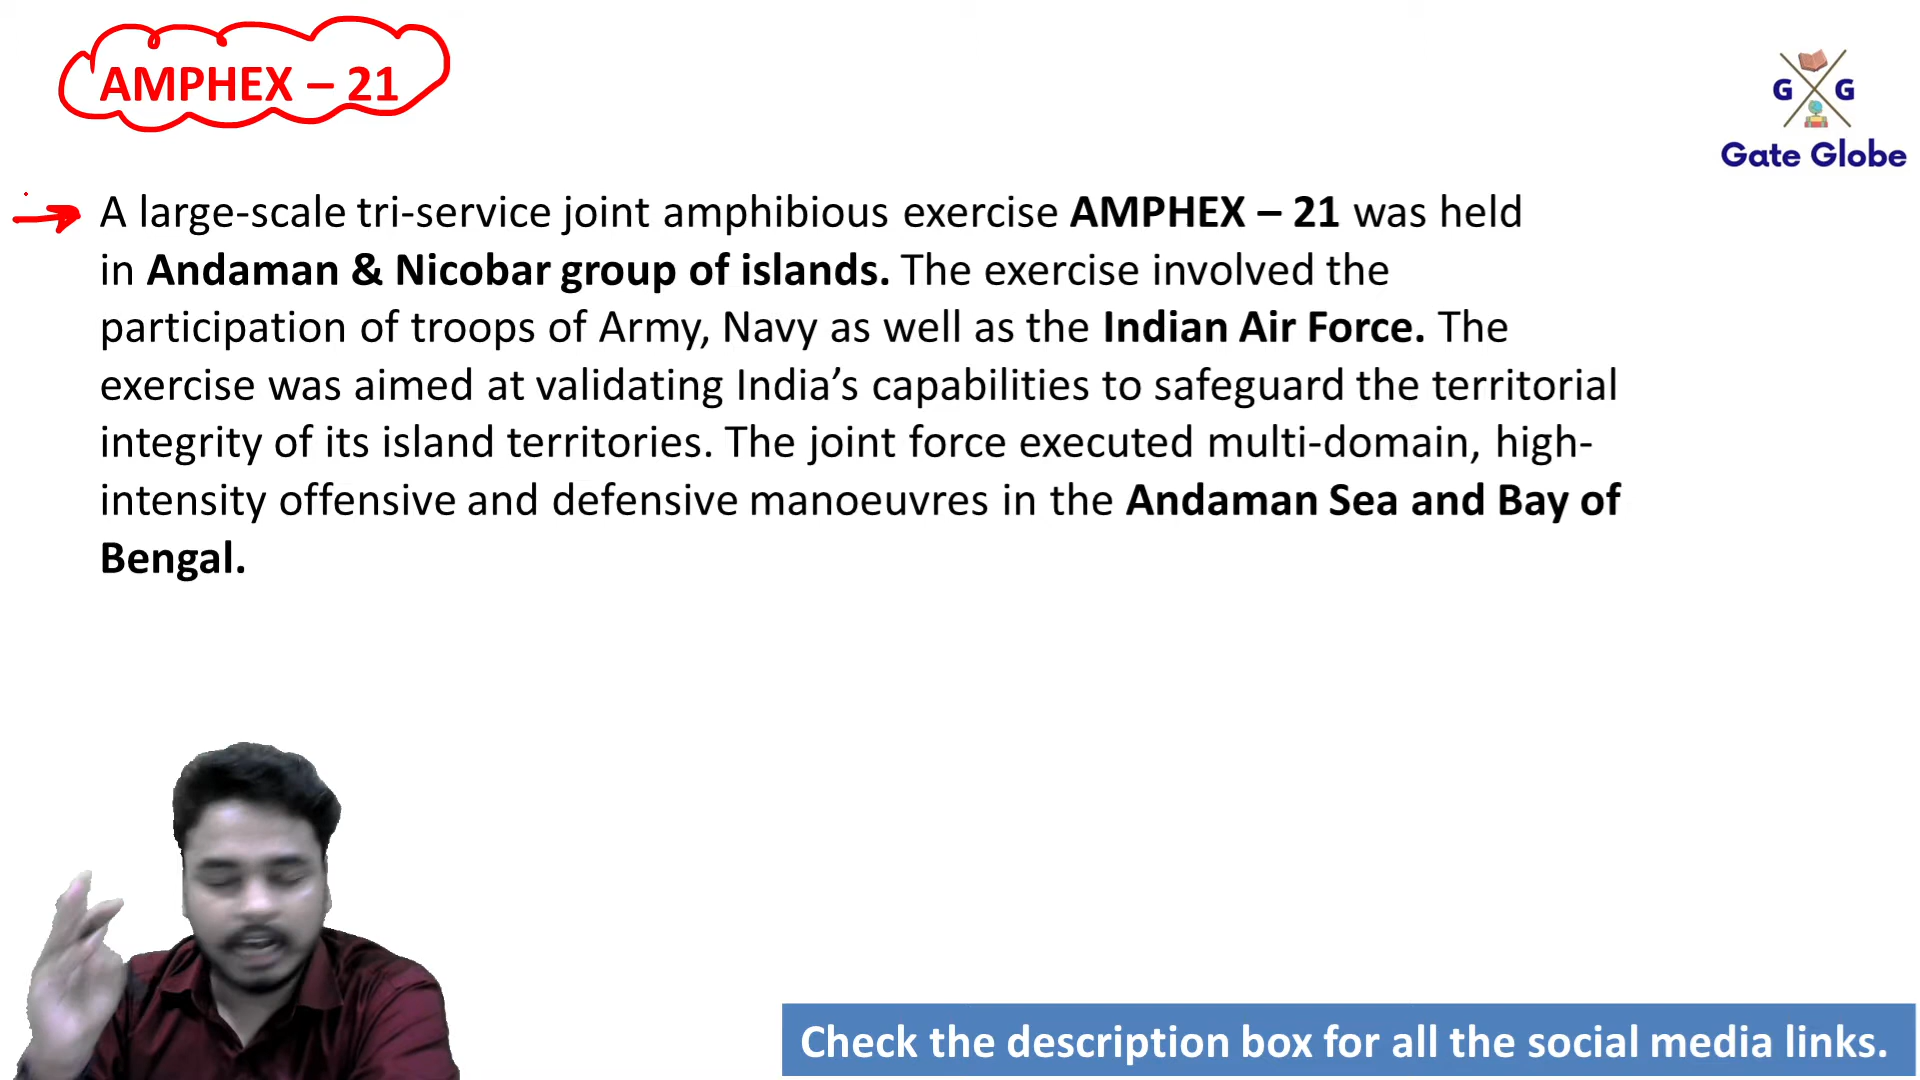 AMPHEX – 21
G G
Gate Globe
A large-scale tri-service joint amphibious exercise AMPHEX – 21 was held
in Andaman & Nicobar group of islands. The exercise involved the
participation of troops of Army, Navy as well as the Indian Air Force. The
exercise was aimed at validating India’s capabilities to safeguard the territorial
integrity of its island territories. The joint force executed multi-domain, high-
intensity offensive and defensive manoeuvres in the Andaman Sea and Bay of
Bengal.
Check the description box for all the social media links.